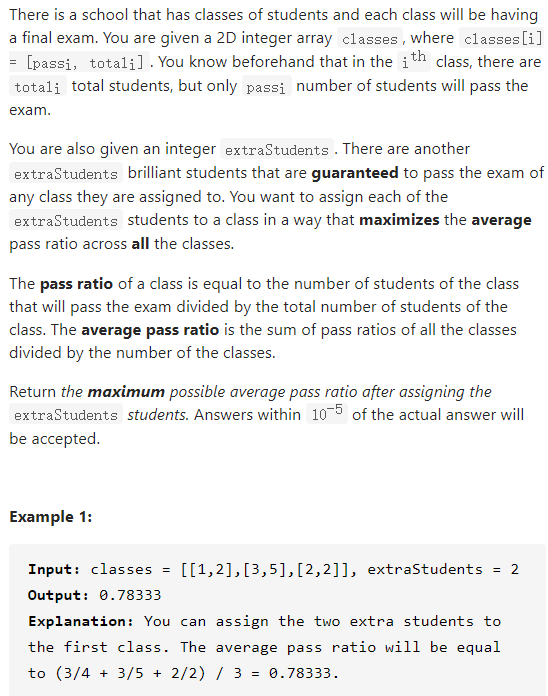 There is a school that has classes of students and each class will be having
a final exam. You are given a 2D integer array classes , where classes[i]
= [passi, totali] . You know beforehand that in the ith class, there are
totali total students, but only passi number of students will pass the
exam.
You are also given an integer extraStudents . There are another
extraStudents brilliant students that are guaranteed to pass the exam of
any class they are assigned to. You want to assign each of the
extraStudents students to a class in a way that maximizes the average
pass ratio across all the classes.
The pass ratio of a class is equal to the number of students of the class
that will pass the exam divided by the total number of students of the
class. The average pass ratio is the sum of pass ratios of all the classes
divided by the number of the classes.
Return the maximum possible average pass ratio after assigning the
extraStudents students. Answers within 10^-5 of the actual answer will
be accepted.
Example 1:
Input: classes = [[1,2],[3,5],[2,2]], extraStudents = 2
Output: 0.78333
Explanation: You can assign the two extra students to
the first class. The average pass ratio will be equal
to (3/4 + 3/5 + 2/2) / 3 = 0.78333.